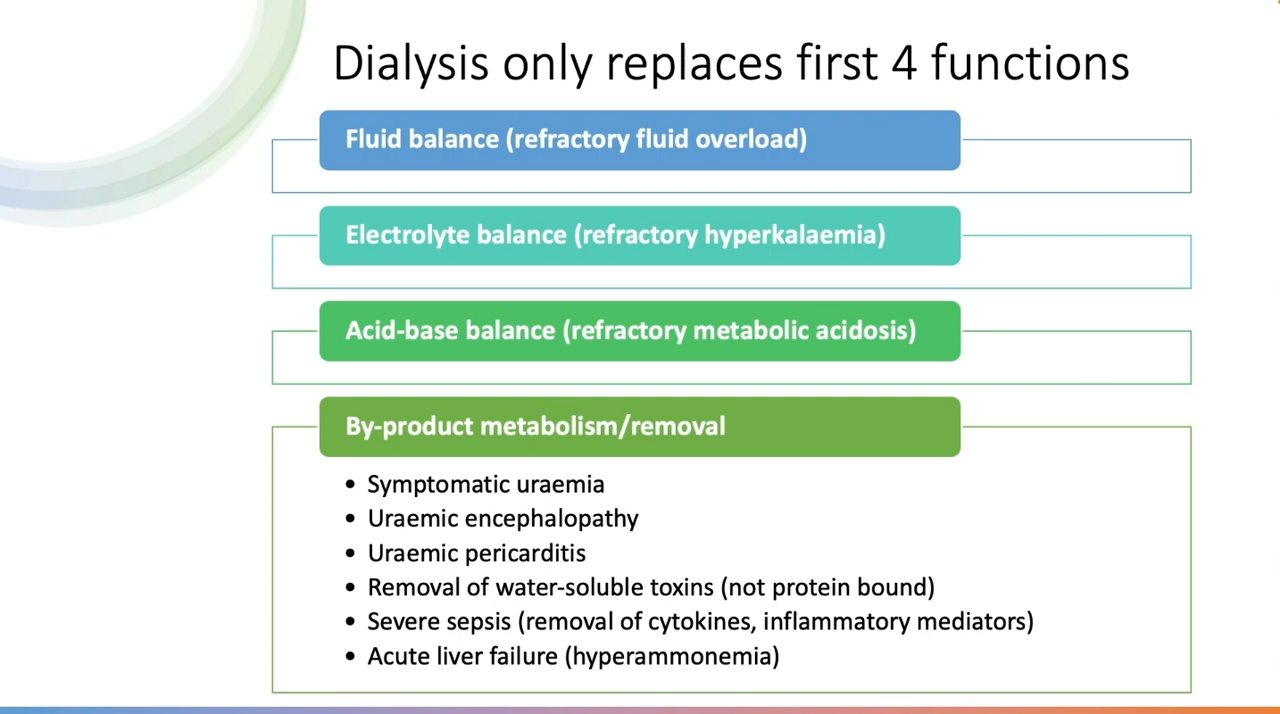 Dialysis only replaces first 4 functions
Fluid balance (refractory fluid overload)
Electrolyte balance (refractory hyperkalaemia)
Acid-base balance (refractory metabolic acidosis)
By-product metabolism/removal
• Symptomatic uraemia
• Uraemic encephalopathy
• Uraemic pericarditis
• Removal of water-soluble toxins (not protein bound)
• Severe sepsis (removal of cytokines, inflammatory mediators)
• Acute liver failure (hyperammonemia)